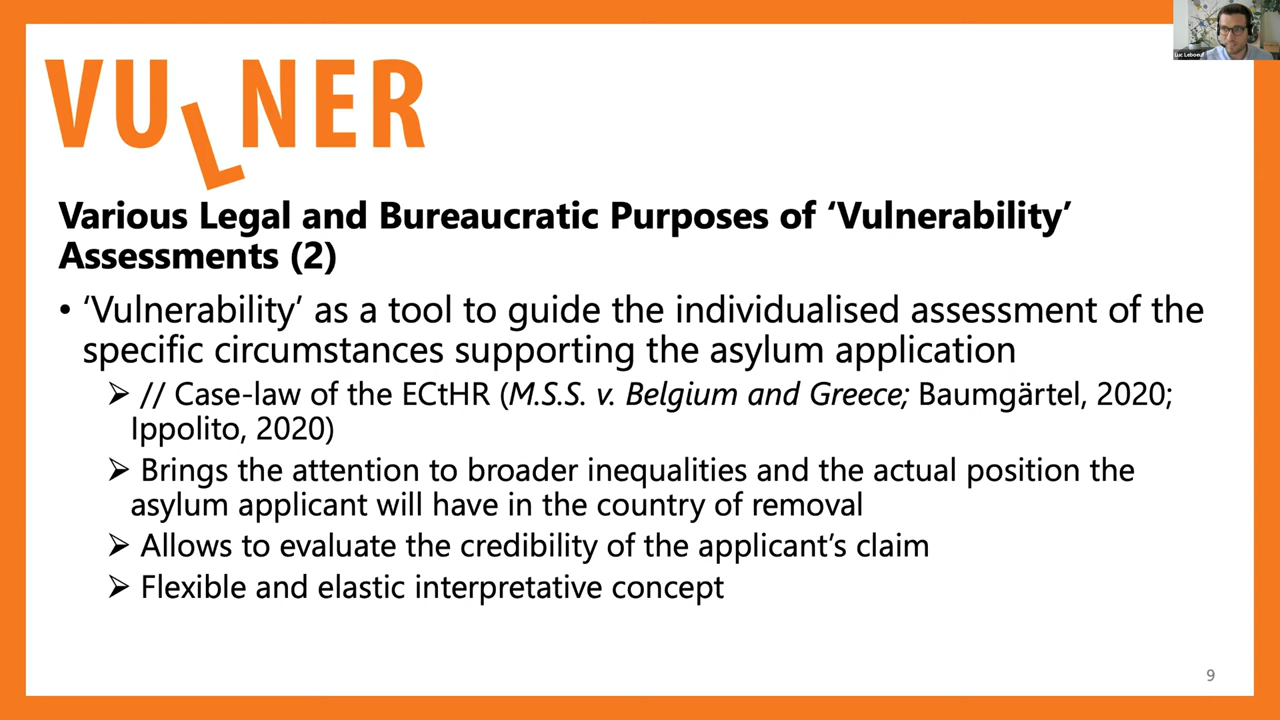 VULNER
Luc Leboeuf
Various Legal and Bureaucratic Purposes of ‘Vulnerability’
Assessments (2)
• ‘Vulnerability’ as a tool to guide the individualised assessment of the
specific circumstances supporting the asylum application
➢ // Case-law of the ECtHR (M.S.S. v. Belgium and Greece; Baumgärtel, 2020;
Ippolito, 2020)
➢ Brings the attention to broader inequalities and the actual position the
asylum applicant will have in the country of removal
➢ Allows to evaluate the credibility of the applicant’s claim
➢ Flexible and elastic interpretative concept
9